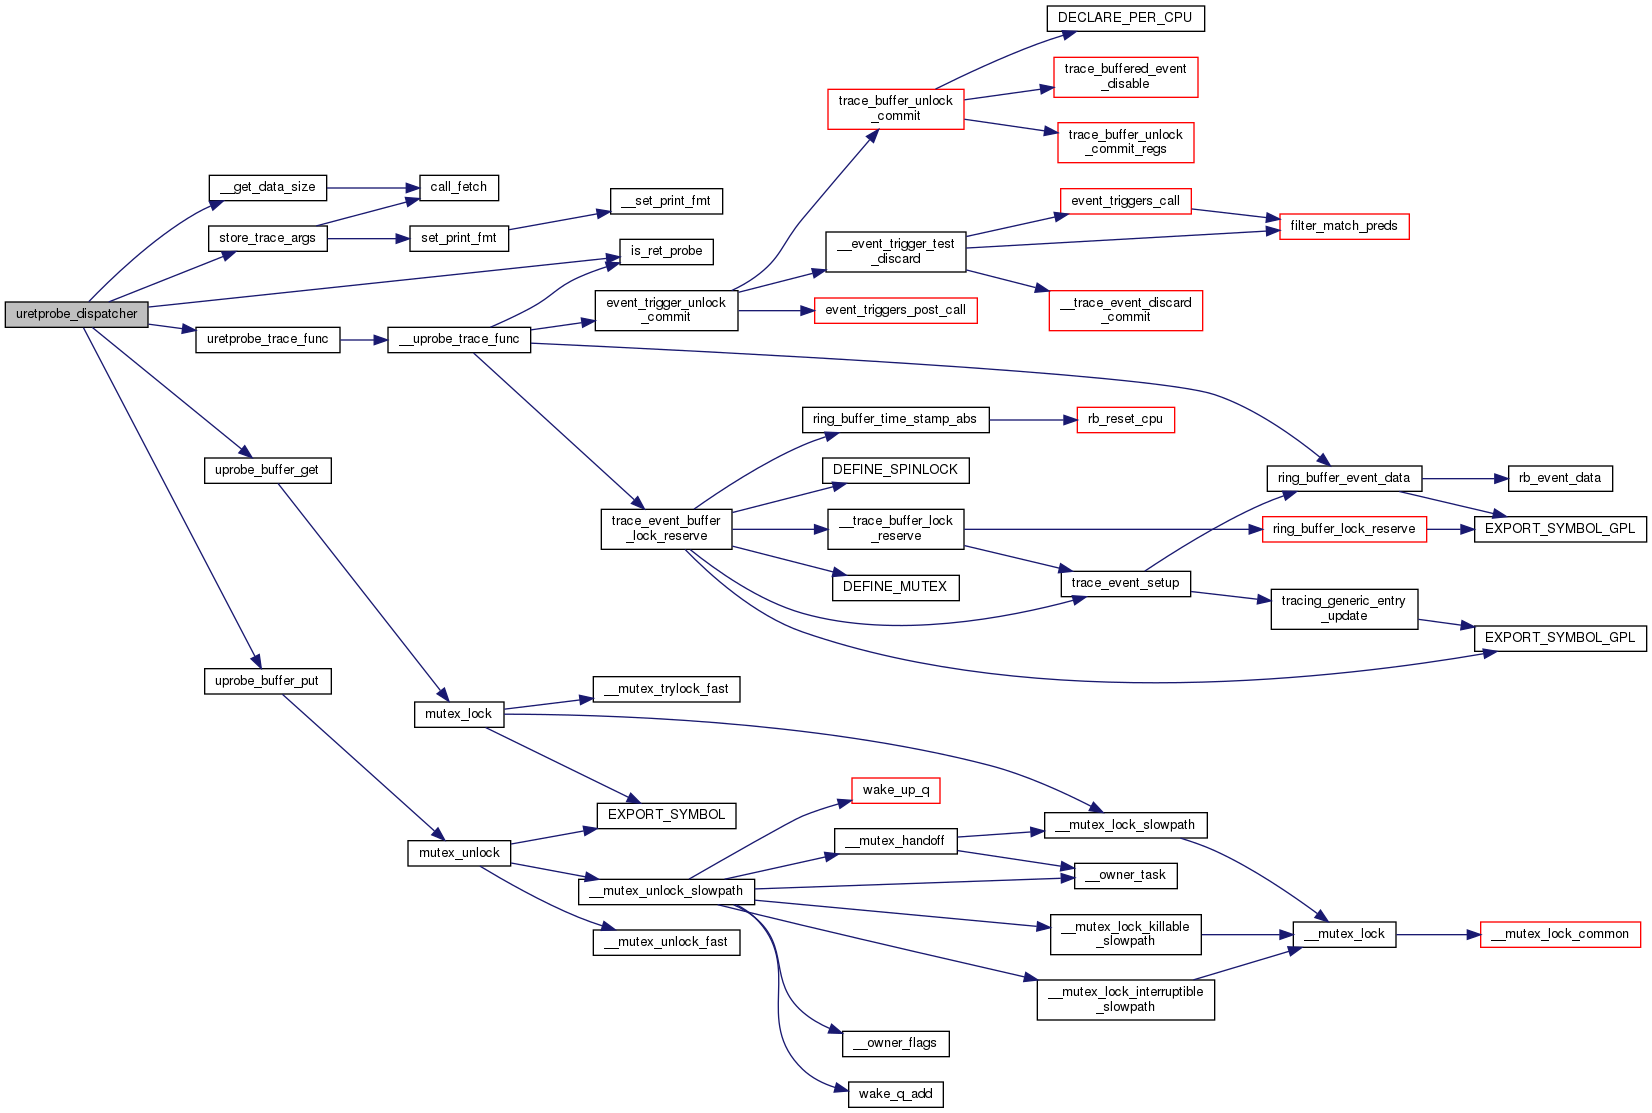 DECLARE_PER_CPU
trace_buffered_event
_disable
trace_buffer_unlock
_commit
trace_buffer_unlock
_commit_regs
__get_data_size
call_fetch
__set_print_fmt
event_triggers_call
filter_match_preds
store_trace_args
set_print_fmt
is_ret_probe
__event_trigger_test
_discard
uretprobe_dispatcher
event_trigger_unlock
_commit
event_triggers_post_call
__trace_event_discard
_commit
uretprobe_trace_func
__uprobe_trace_func
ring_buffer_time_stamp_abs
rb_reset_cpu
uprobe_buffer_get
DEFINE_SPINLOCK
ring_buffer_event_data
rb_event_data
trace_event_buffer
_lock_reserve
__trace_buffer_lock
_reserve
ring_buffer_lock_reserve
EXPORT_SYMBOL_GPL
DEFINE_MUTEX
trace_event_setup
tracing_generic_entry
_update
EXPORT_SYMBOL_GPL
uprobe_buffer_put
__mutex_trylock_fast
mutex_lock
wake_up_q
EXPORT_SYMBOL
__mutex_lock_slowpath
mutex_unlock
__mutex_handoff
__owner_task
__mutex_unlock_slowpath
__mutex_unlock_fast
__mutex_lock_killable
_slowpath
__mutex_lock
__mutex_lock_common
__mutex_lock_interruptible
_slowpath
__owner_flags
wake_q_add